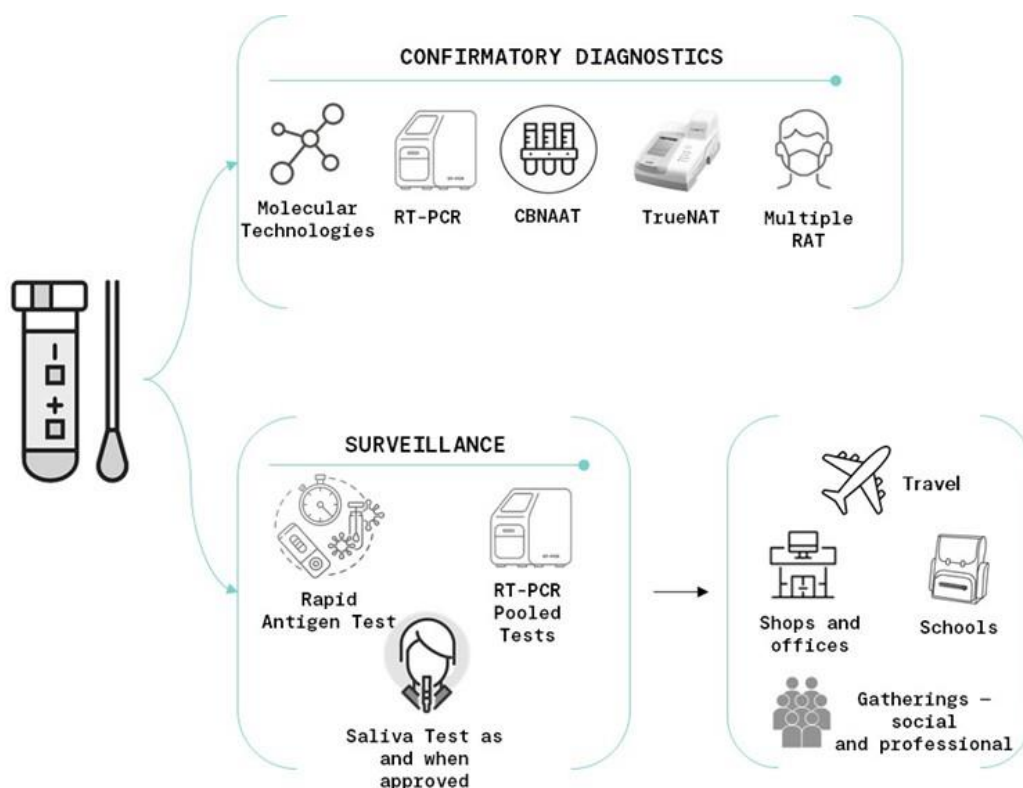 CONFIRMATORY DIAGNOSTICS
Molecular
Technologies
RT-PCR
CBNAAT
TrueNAT
Multiple
RAT
SURVEILLANCE
Rapid
Antigen Test
RT-PCR
Pooled
Tests
Saliva Test as
and when
approved
Travel
Shops and
offices
Schools
Gatherings –
social
and professional